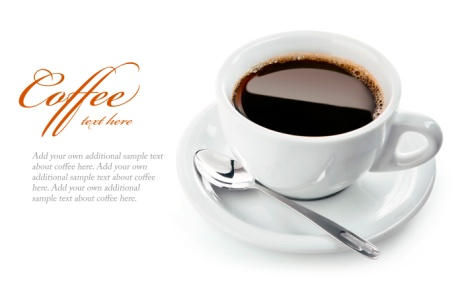 Coffee
text here
Add your own additional sample text
about coffee here. Add your own
additional sample text about coffee
here. Add your own additional
sample text about coffee here.